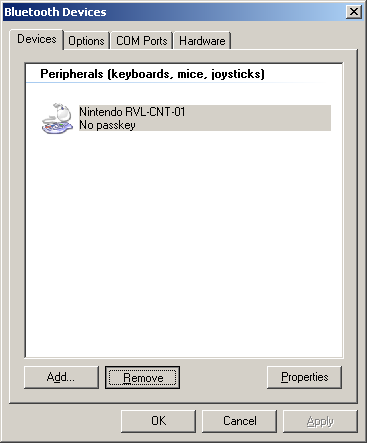 Bluetooth Devices
Devices Options COM Ports Hardware
Peripherals (keyboards, mice, joysticks)
Nintendo RVL-CNT-01
No passkey
Add... Remove Properties
OK Cancel Apply